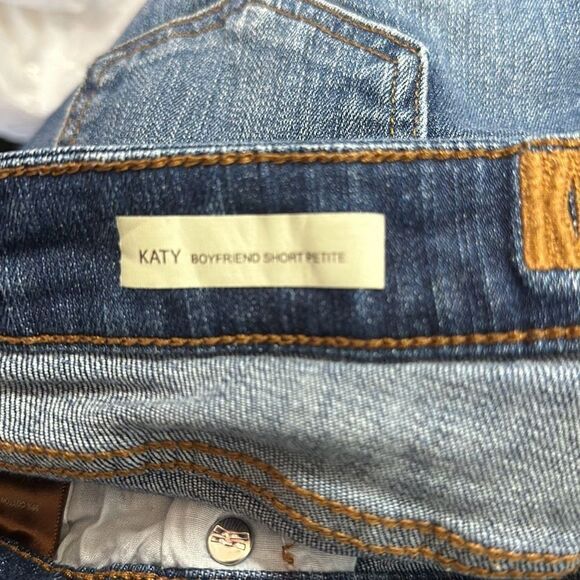 KATY BOYFRIEND SHORT PETITE